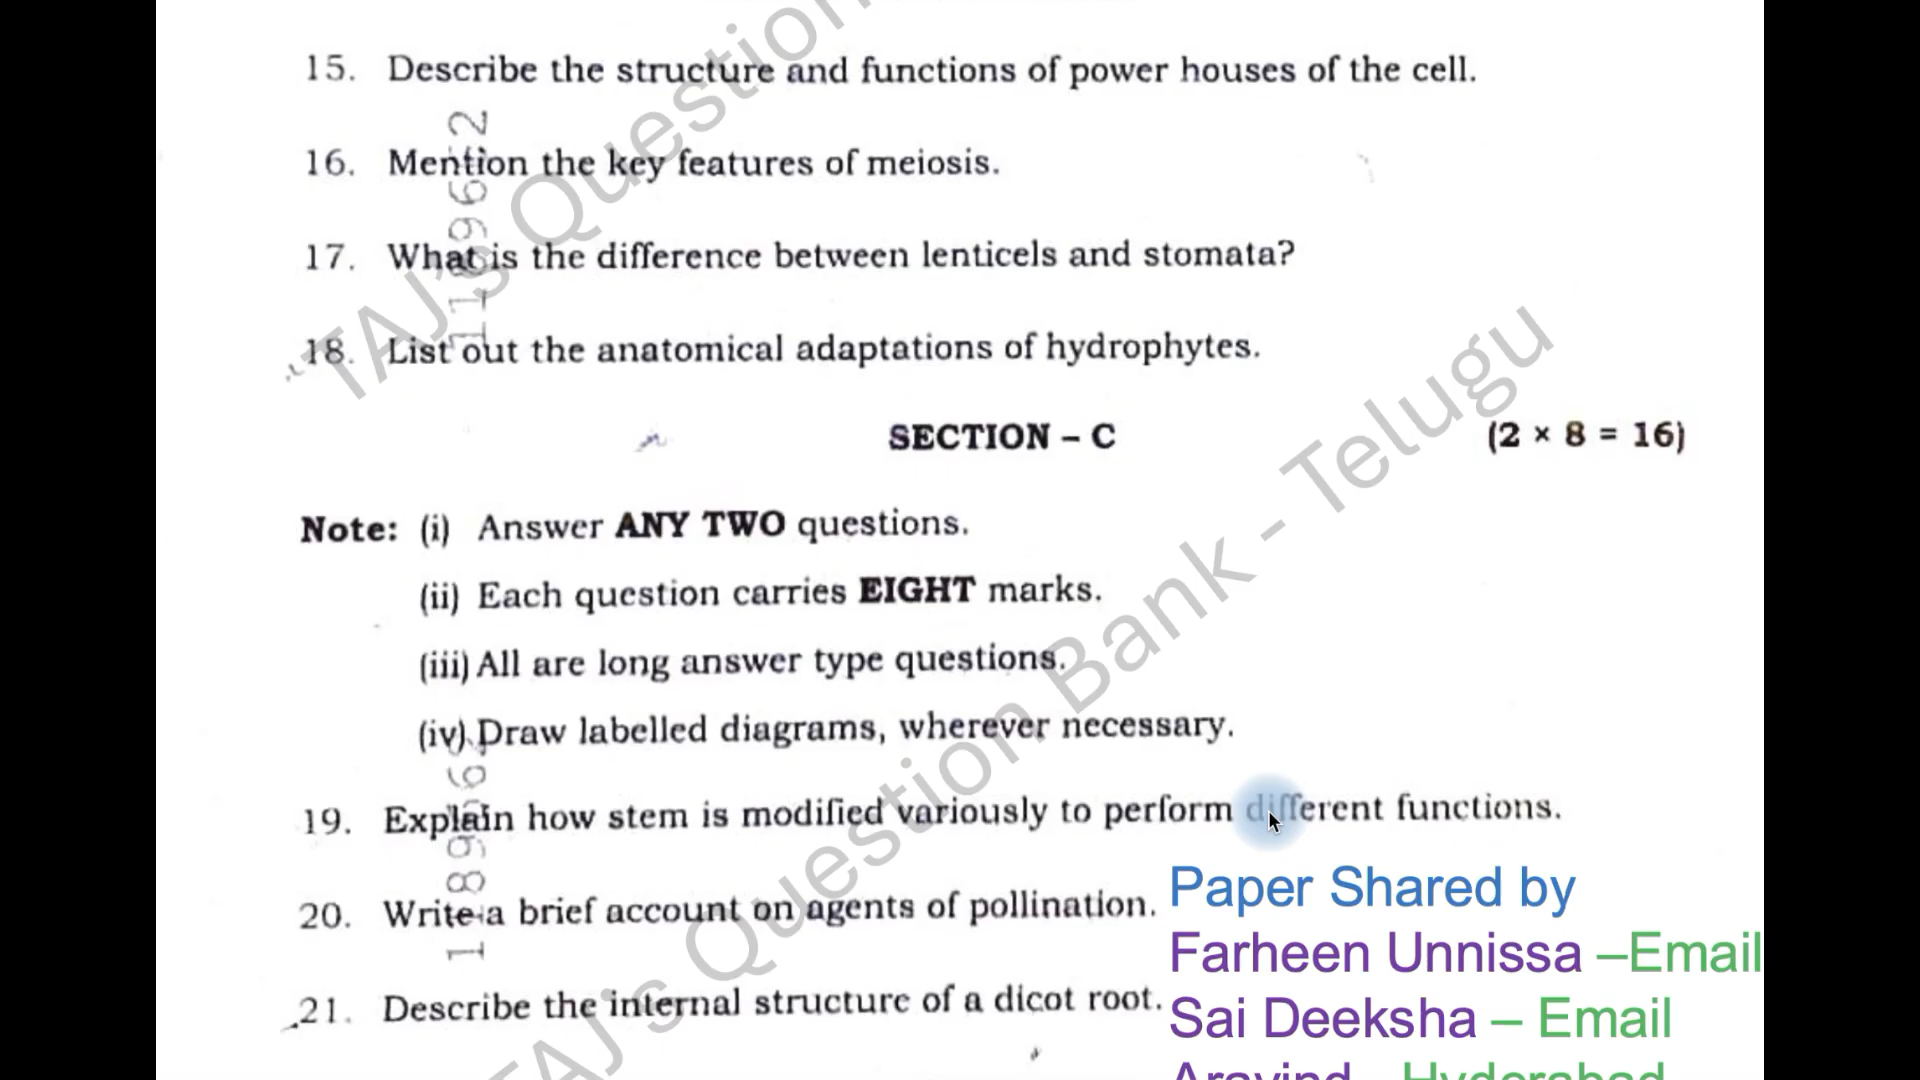 15. Describe the structure and functions of power houses of the cell.
16. Mention the key features of meiosis.
17. What is the difference between lenticels and stomata?
18. List out the anatomical adaptations of hydrophytes.
SECTION – C (2 × 8 = 16)
Note: (i) Answer ANY TWO questions.
(ii) Each question carries EIGHT marks.
(iii) All are long answer type questions.
(iv) Draw labelled diagrams, wherever necessary.
19. Explain how stem is modified variously to perform different functions.
20. Write a brief account on agents of pollination.
21. Describe the internal structure of a dicot root.
Paper Shared by
Farheen Unnissa –Email
Sai Deeksha – Email
Aravind - Hyderabad
TAJ's Question Bank - Telugu
TAJ's Question